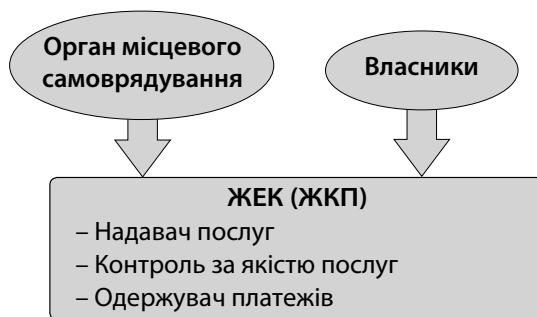 Орган місцевого
самоврядування
Власники
ЖЕК (ЖКП)
– Надавач послуг
– Контроль за якістю послуг
– Одержувач платежів